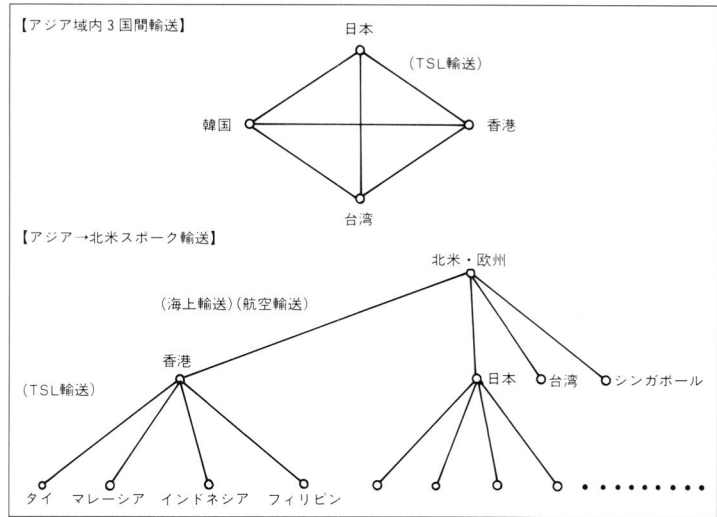 【アジア域内3国間輸送】
日本
(TSL輸送)
韓国
香港
台湾
【アジア→北米スポーク輸送】
北米・欧州
(海上輸送)(航空輸送)
香港
日本
台湾
シンガポール
(TSL輸送)
タイ マレーシア インドネシア フィリピン